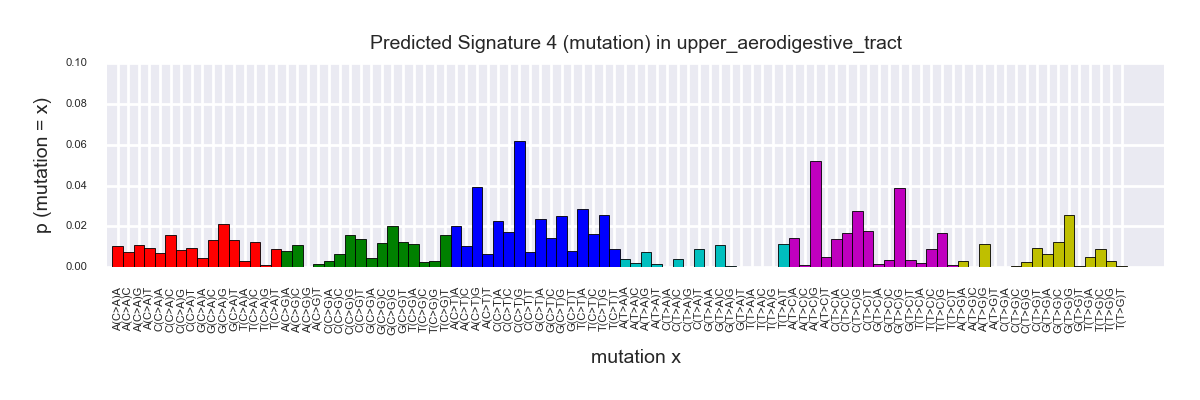 Predicted Signature 4 (mutation) in upper_aerodigestive_tract
p (mutation = x)
0.10
0.08
0.06
0.04
0.02
0.00
A(C>A)A
A(C>A)C
A(C>A)G
A(C>A)T
C(C>A)A
C(C>A)C
C(C>A)G
C(C>A)T
G(C>A)A
G(C>A)C
G(C>A)G
G(C>A)T
T(C>A)A
T(C>A)C
T(C>A)G
T(C>A)T
A(C>G)A
A(C>G)C
A(C>G)G
A(C>G)T
C(C>G)A
C(C>G)C
C(C>G)G
C(C>G)T
G(C>G)A
G(C>G)C
G(C>G)G
G(C>G)T
T(C>G)A
T(C>G)C
T(C>G)G
T(C>G)T
A(C>T)A
A(C>T)C
A(C>T)G
A(C>T)T
C(C>T)A
C(C>T)C
C(C>T)G
C(C>T)T
G(C>T)A
G(C>T)C
G(C>T)G
G(C>T)T
T(C>T)A
T(C>T)C
T(C>T)G
T(C>T)T
A(T>A)A
A(T>A)C
A(T>A)G
A(T>A)T
C(T>A)A
C(T>A)C
C(T>A)G
C(T>A)T
G(T>A)A
G(T>A)C
G(T>A)G
G(T>A)T
T(T>A)A
T(T>A)C
T(T>A)G
T(T>A)T
A(T>C)A
A(T>C)C
A(T>C)G
A(T>C)T
C(T>C)A
C(T>C)C
C(T>C)G
C(T>C)T
G(T>C)A
G(T>C)C
G(T>C)G
G(T>C)T
T(T>C)A
T(T>C)C
T(T>C)G
T(T>C)T
A(T>G)A
A(T>G)C
A(T>G)G
A(T>G)T
C(T>G)A
C(T>G)C
C(T>G)G
C(T>G)T
G(T>G)A
G(T>G)C
G(T>G)G
G(T>G)T
T(T>G)A
T(T>G)C
T(T>G)G
T(T>G)T
mutation x